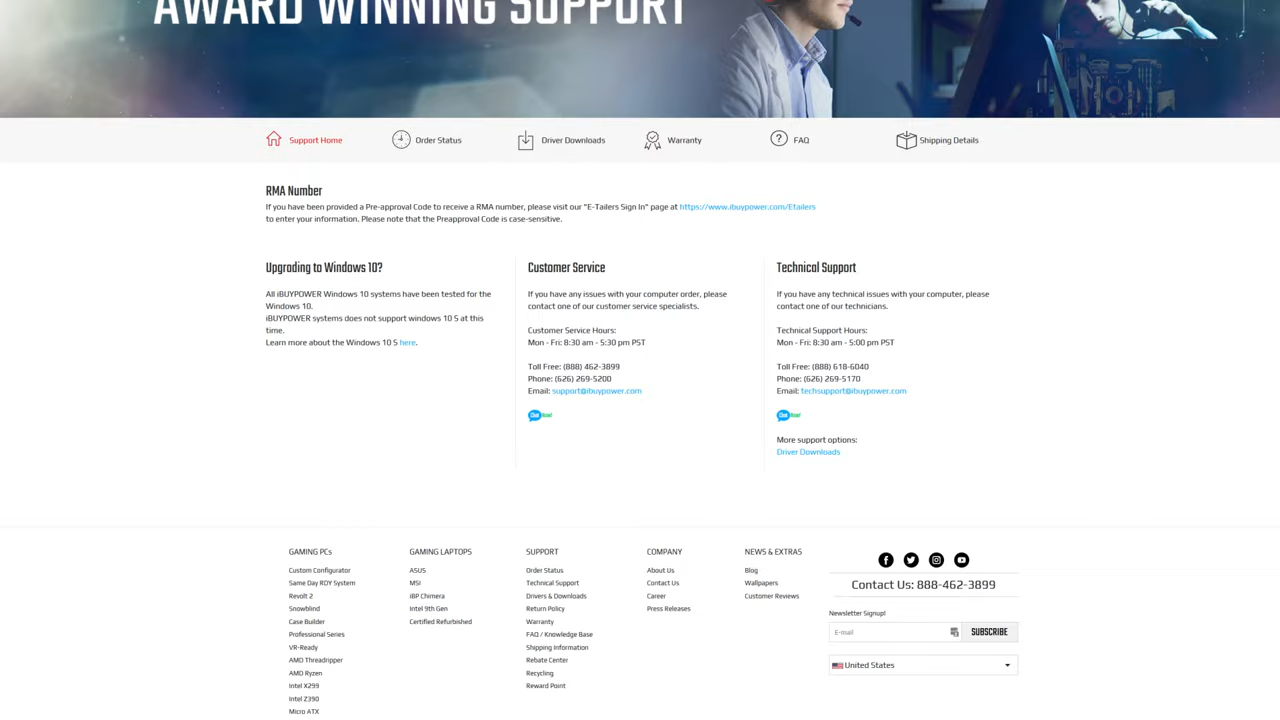 AWARD WINNING SUPPORT
Support Home
Order Status
Driver Downloads
Warranty
FAQ
Shipping Details
RMA Number
If you have been provided a Pre-approval Code to receive a RMA number, please visit our "E-Tailers Sign In" page at https://www.ibuypower.com/Etailers
to enter your information. Please note that the Preapproval Code is case-sensitive.
Upgrading to Windows 10?
All iBUYPOWER Windows 10 systems have been tested for the
Windows 10.
iBUYPOWER systems does not support windows 10 S at this
time.
Learn more about the Windows 10 S here.
Customer Service
If you have any issues with your computer order, please
contact one of our customer service specialists.
Customer Service Hours:
Mon - Fri: 8:30 am - 5:30 pm PST
Toll Free: (888) 462-3899
Phone: (626) 269-5200
Email: support@ibuypower.com
Chat Now!
Technical Support
If you have any technical issues with your computer, please
contact one of our technicians.
Technical Support Hours:
Mon - Fri: 8:30 am - 5:00 pm PST
Toll Free: (888) 618-6040
Phone: (626) 269-5170
Email: techsupport@ibuypower.com
Chat Now!
More support options:
Driver Downloads
GAMING PCs
Custom Configurator
Same Day RDY System
Revolt 2
Snowblind
Case Builder
Professional Series
VR-Ready
AMD Threadripper
AMD Ryzen
Intel X299
Intel Z390
Micro ATX
GAMING LAPTOPS
ASUS
MSI
iBP Chimera
Intel 9th Gen
Certified Refurbished
SUPPORT
Order Status
Technical Support
Drivers & Downloads
Return Policy
Warranty
FAQ / Knowledge Base
Shipping Information
Rebate Center
Recycling
Reward Point
COMPANY
About Us
Contact Us
Career
Press Releases
NEWS & EXTRAS
Blog
Wallpapers
Customer Reviews
Contact Us: 888-462-3899
Newsletter Signup!
E-mail
SUBSCRIBE
United States